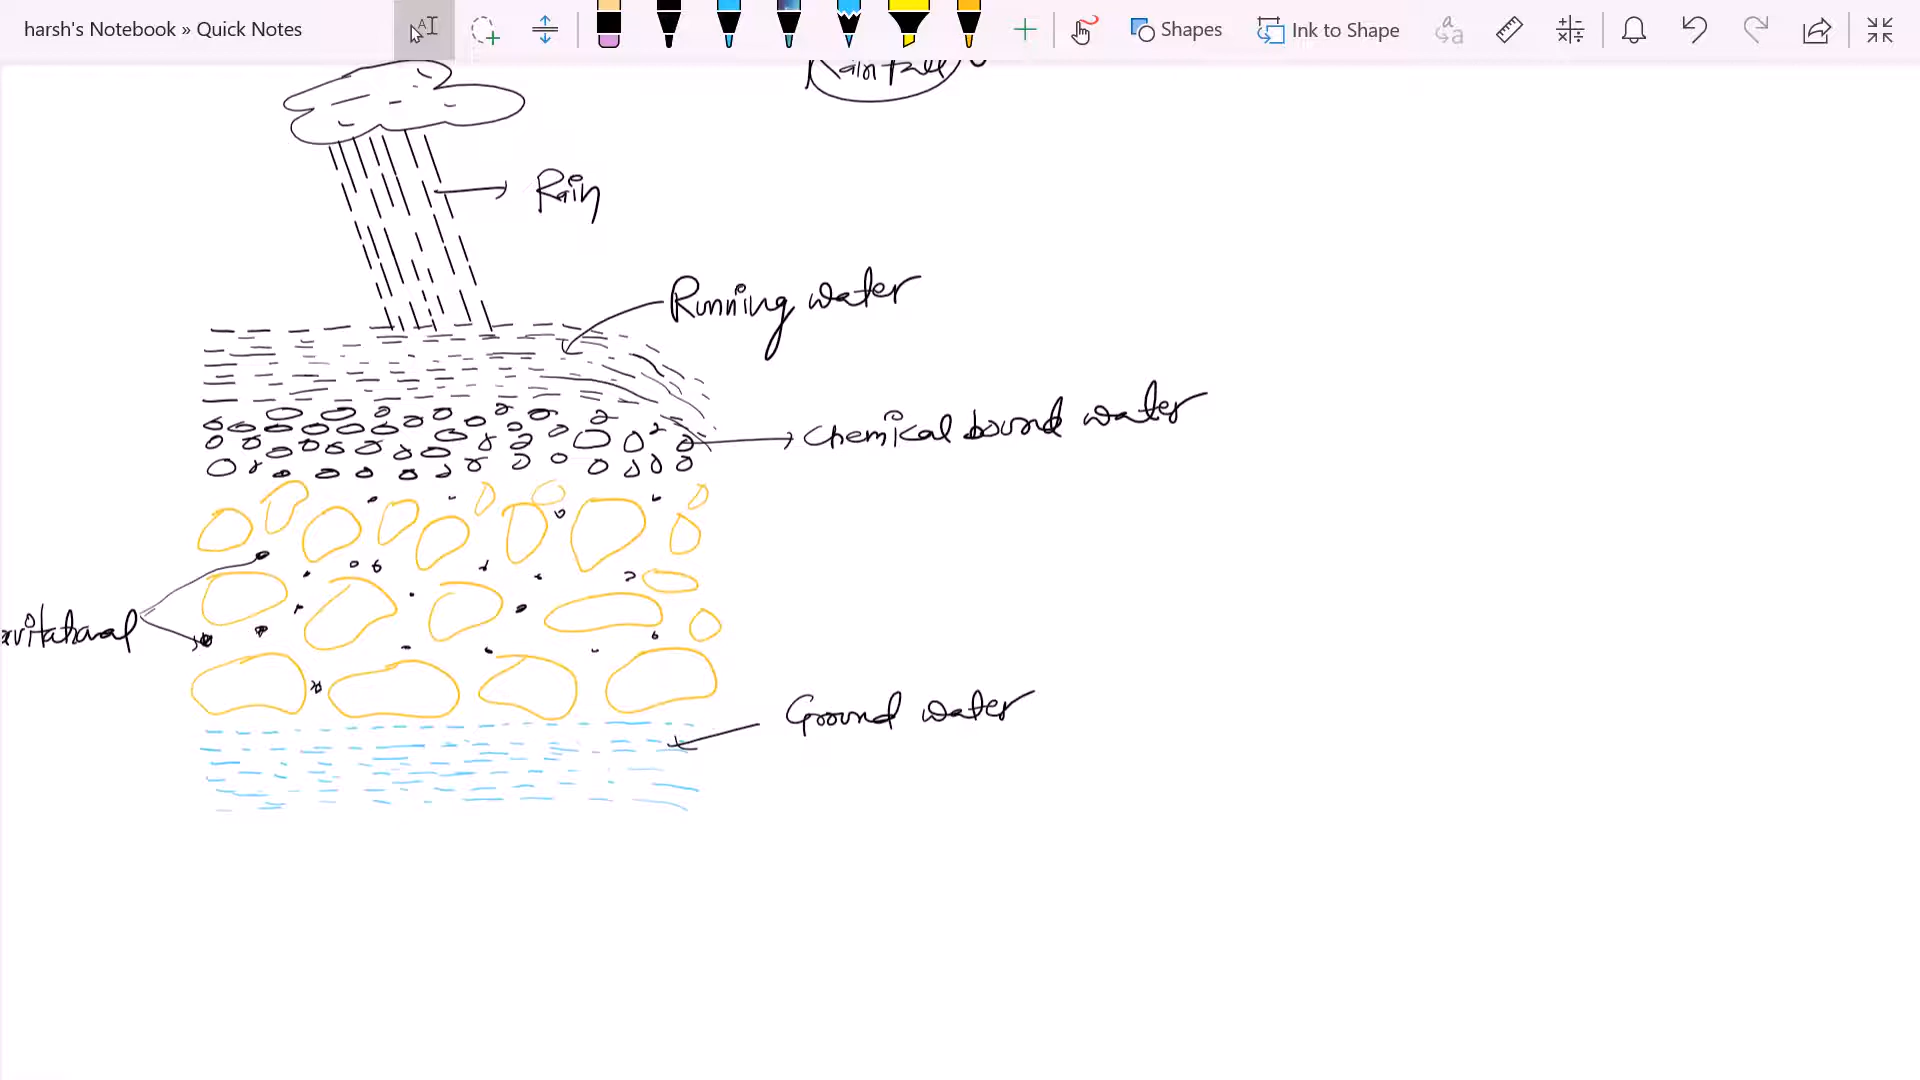 harsh's Notebook » Quick Notes
Shapes
Ink to Shape
Rain
Running water
Chemical bound water
Ground water